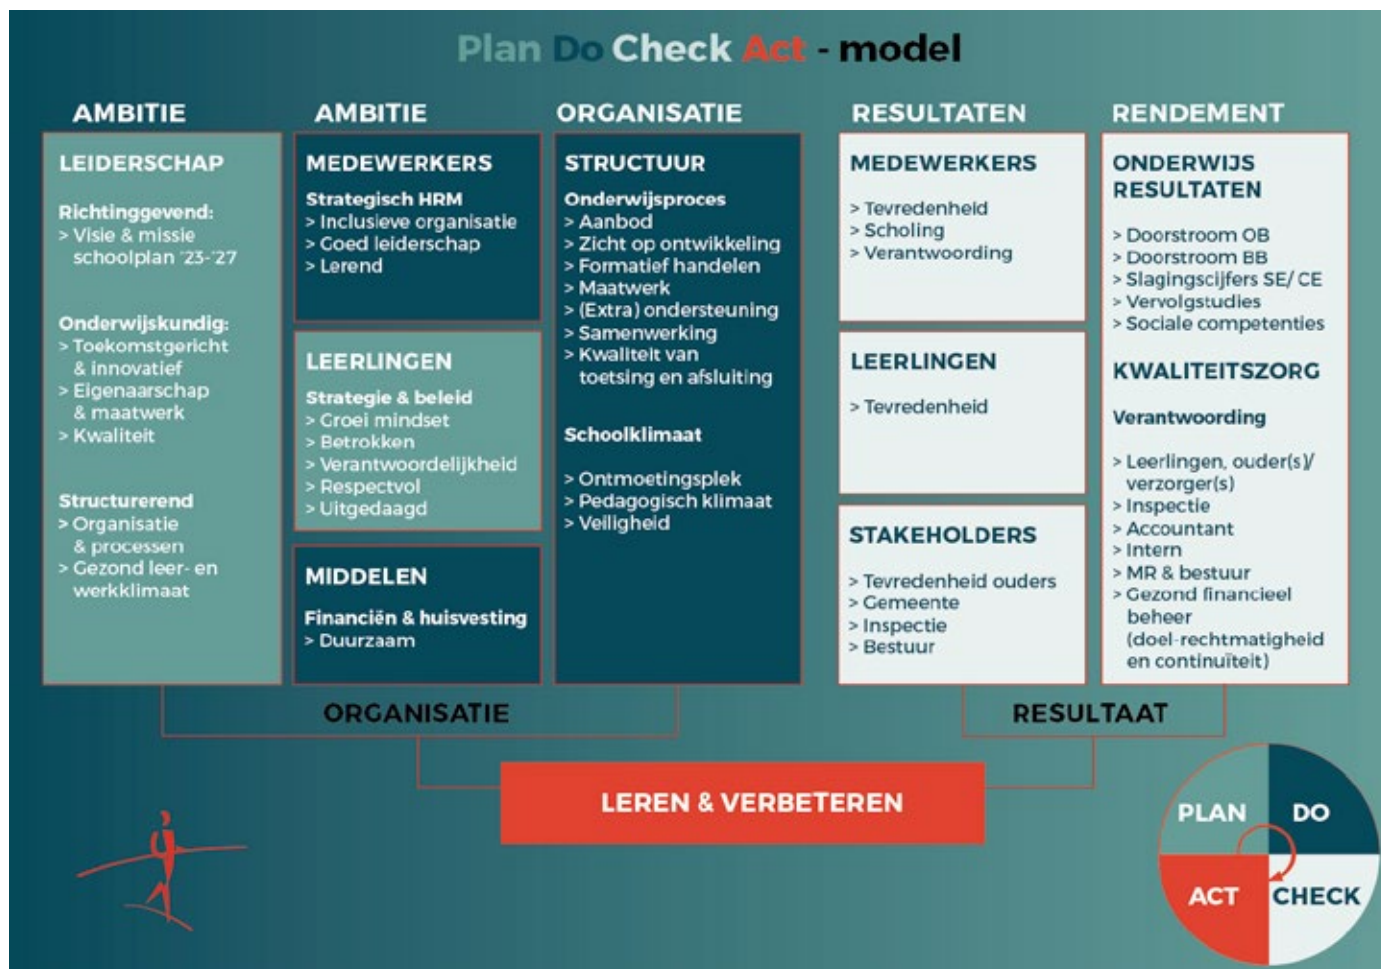 Plan Do Check Act - model
AMBITIE
LEIDERSCHAP
Richtinggevend:
> Visie & missie
schoolplan '23-'27
Onderwijskundig:
> Toekomstgericht
& innovatief
> Eigenaarschap
& maatwerk
> Kwaliteit
Structurerend
> Organisatie
& processen
> Gezond leer- en
werkklimaat
AMBITIE
MEDEWERKERS
Strategisch HRM
> Inclusieve organisatie
> Goed leiderschap
> Lerend
LEERLINGEN
Strategie & beleid
> Groei mindset
> Betrokken
> Verantwoordelijkheid
> Respectvol
> Uitgedaagd
MIDDELEN
Financiën & huisvesting
> Duurzaam
ORGANISATIE
STRUCTUUR
Onderwijsproces
> Aanbod
> Zicht op ontwikkeling
> Formatief handelen
> Maatwerk
> (Extra) ondersteuning
> Samenwerking
> Kwaliteit van
toetsing en afsluiting
Schoolklimaat
> Ontmoetingsplek
> Pedagogisch klimaat
> Veiligheid
RESULTATEN
MEDEWERKERS
> Tevredenheid
> Scholing
> Verantwoording
LEERLINGEN
> Tevredenheid
STAKEHOLDERS
> Tevredenheid ouders
> Gemeente
> Inspectie
> Bestuur
RENDEMENT
ONDERWIJS
RESULTATEN
> Doorstroom OB
> Doorstroom BB
> Slagingscijfers SE/ CE
> Vervolgstudies
> Sociale competenties
KWALITEITSZORG
Verantwoording
> Leerlingen, ouder(s)/
verzorger(s)
> Inspectie
> Accountant
> Intern
> MR & bestuur
> Gezond financieel
beheer
(doel-rechtmatigheid
en continuïteit)
ORGANISATIE
RESULTAAT
LEREN & VERBETEREN
PLAN
DO
ACT
CHECK